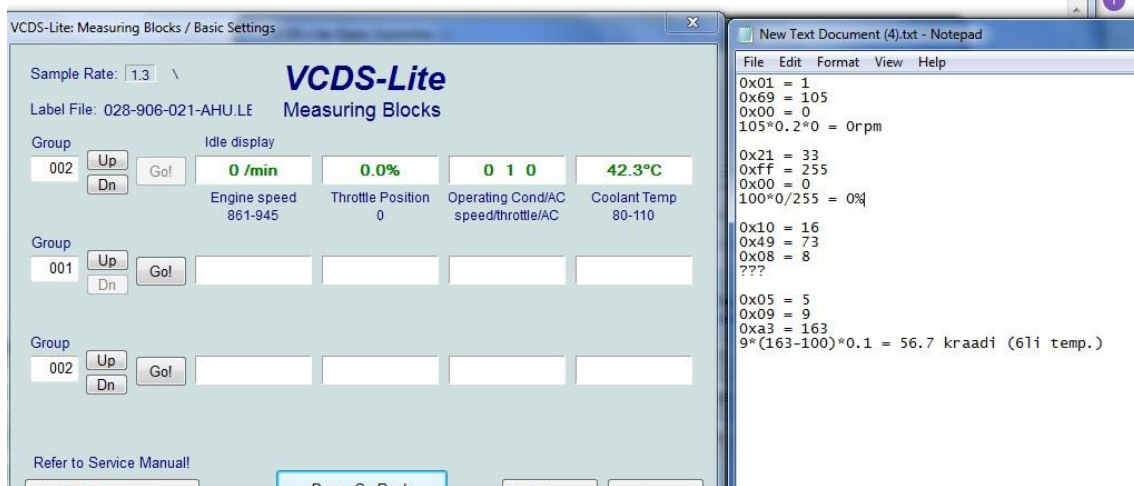 VCDS-Lite: Measuring Blocks / Basic Settings
x
Sample Rate: 1.3 \
VCDS-Lite
Label File: 028-906-021-AHU.LE
Measuring Blocks
Group
Idle display
002 Up Dn Go! 0 /min 0.0% 0 1 0 42.3°C
Engine speed Throttle Position Operating Cond/AC Coolant Temp
861-945 0 speed/throttle/AC 80-110
Group
001 Up Dn Go!
Group
002 Up Dn Go!
Refer to Service Manual!
New Text Document (4).txt - Notepad
File Edit Format View Help
0x01 = 1
0x69 = 105
0x00 = 0
105*0.2*0 = 0rpm
0x21 = 33
0xff = 255
0x00 = 0
100*0/255 = 0%
0x10 = 16
0x49 = 73
0x08 = 8
???
0x05 = 5
0x09 = 9
0xa3 = 163
9*(163-100)*0.1 = 56.7 kraadi (6li temp.)